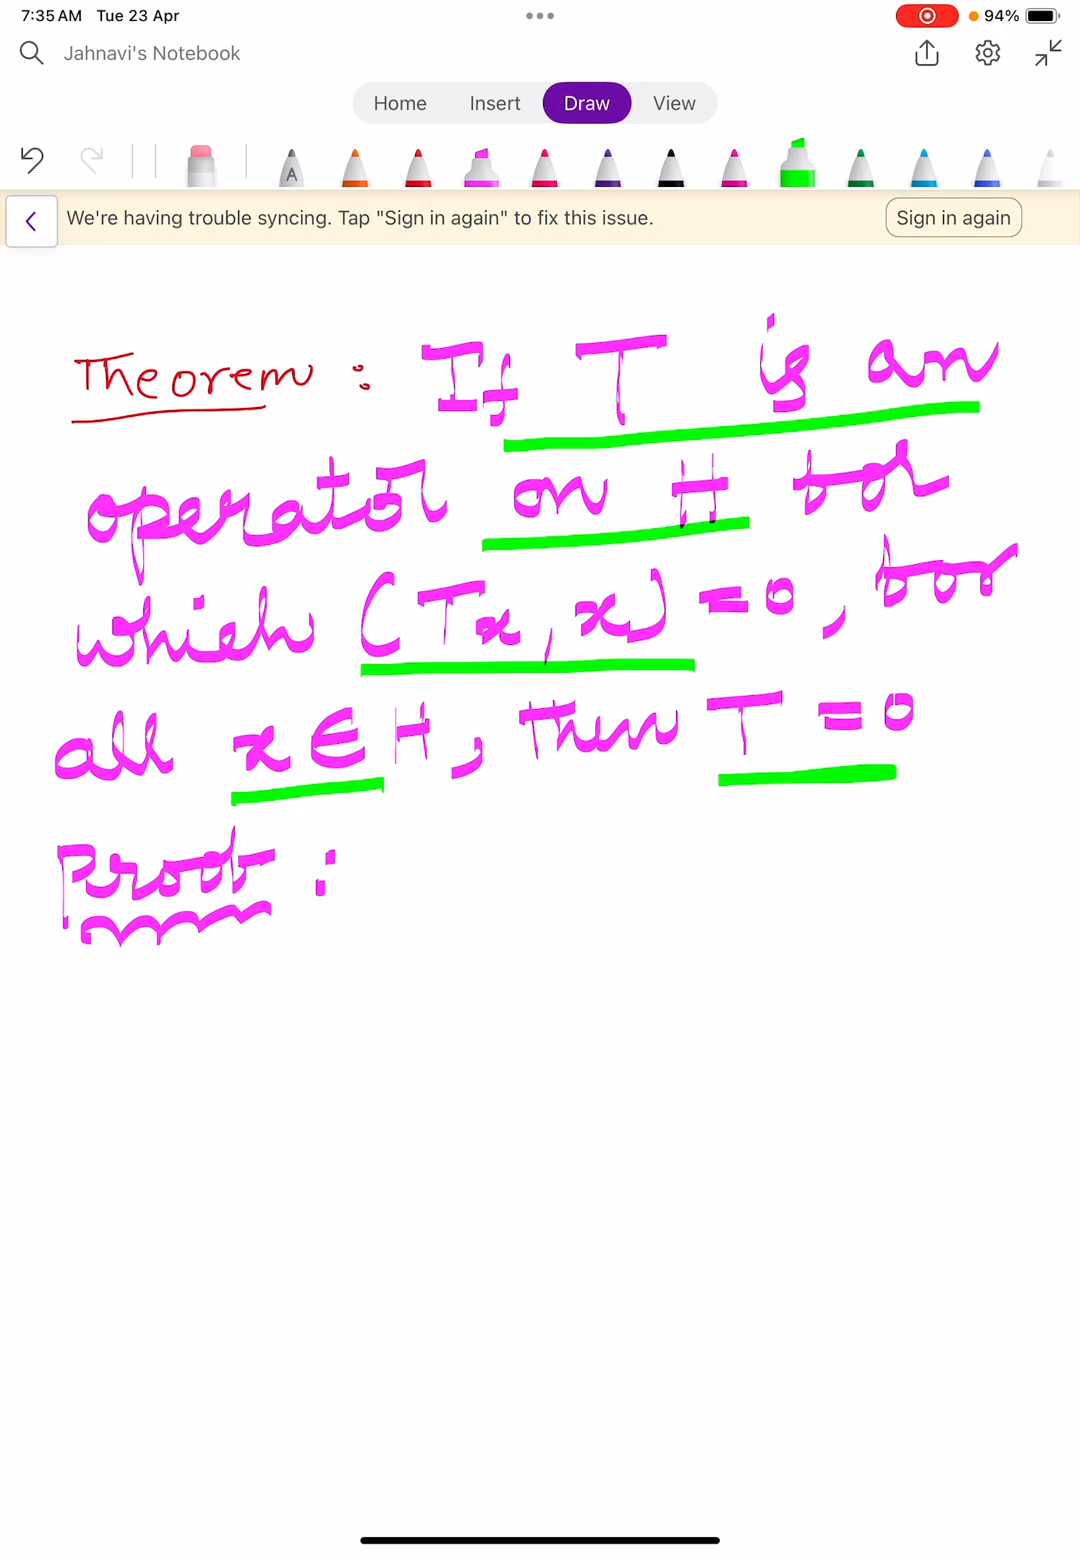 7:35 AM Tue 23 Apr
94%
Jahnavi's Notebook
Home Insert Draw View
A
We're having trouble syncing. Tap "Sign in again" to fix this issue.
Sign in again
Theorem : If T is an
operator on H for
which (Tx, x) = 0, for
all x ∈ H, then T = 0
Proof :